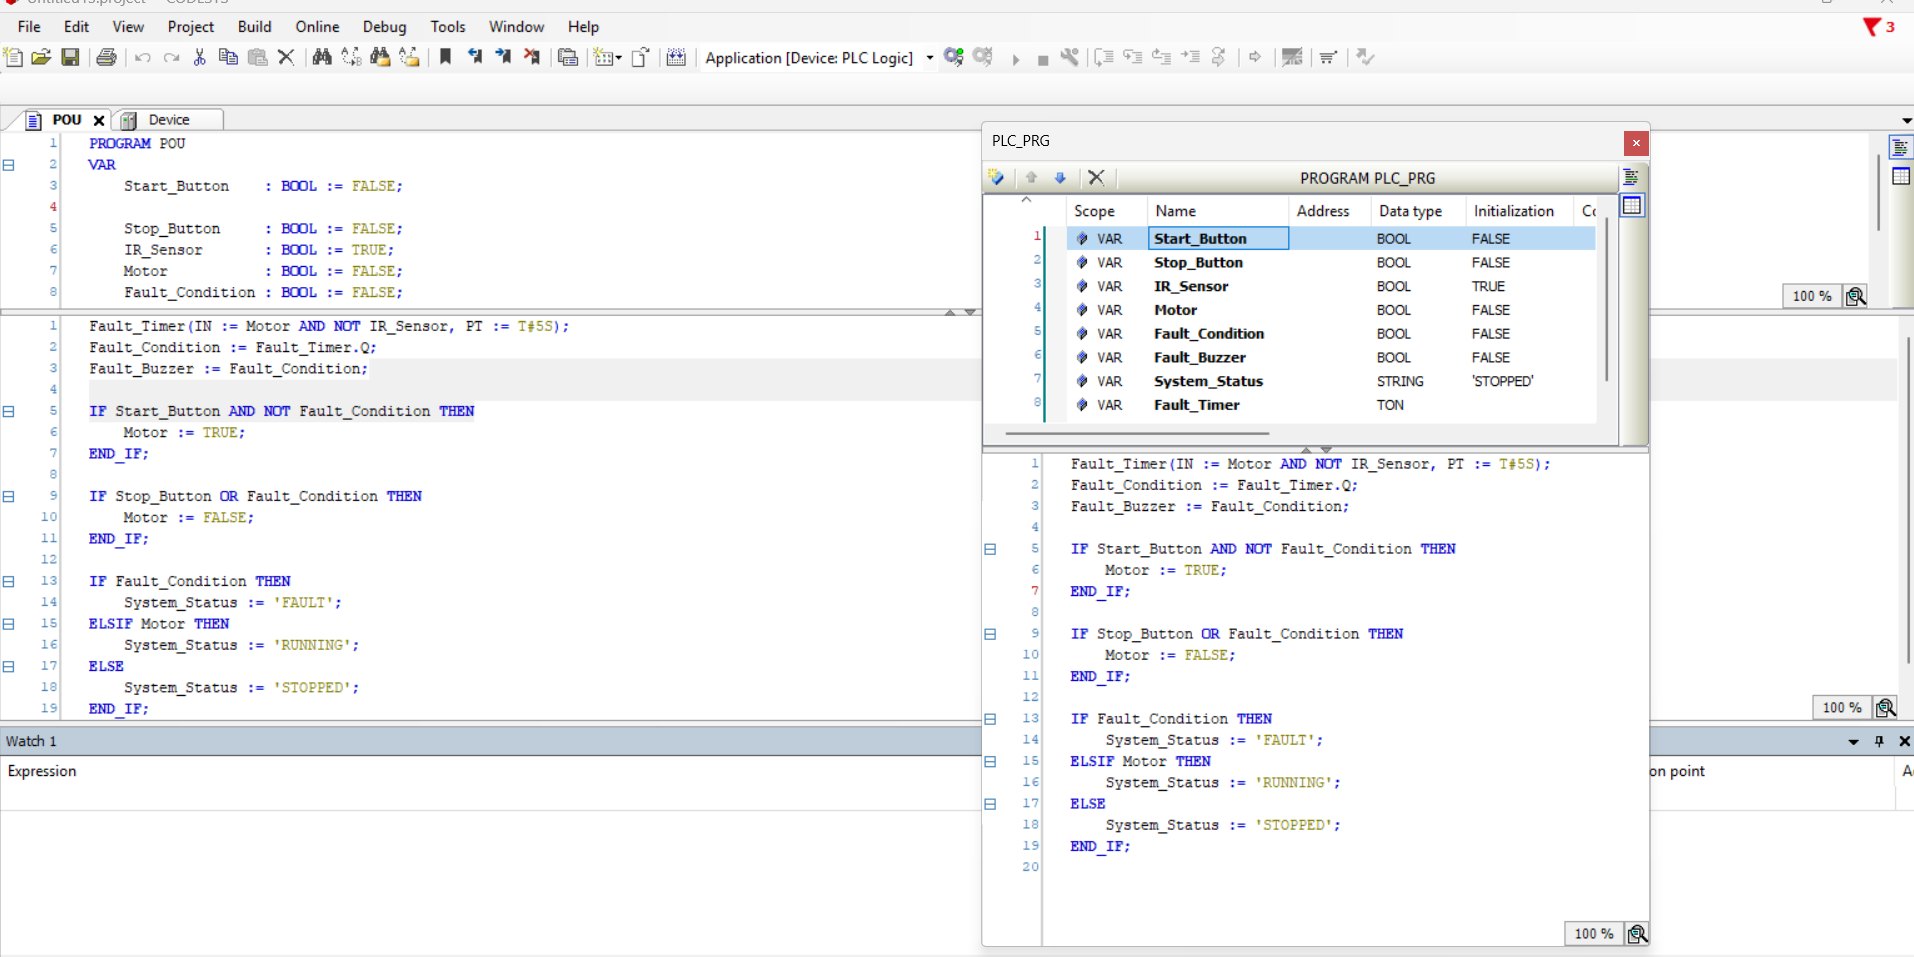 File Edit View Project Build Online Debug Tools Window Help
3
Application [Device: PLC Logic]
POU
Device
1 PROGRAM POU
2 VAR
3 Start_Button : BOOL := FALSE;
4
5 Stop_Button : BOOL := FALSE;
6 IR_Sensor : BOOL := TRUE;
7 Motor : BOOL := FALSE;
8 Fault_Condition : BOOL := FALSE;
100 %
1 Fault_Timer(IN := Motor AND NOT IR_Sensor, PT := T#5S);
2 Fault_Condition := Fault_Timer.Q;
3 Fault_Buzzer := Fault_Condition;
4
5 IF Start_Button AND NOT Fault_Condition THEN
6 Motor := TRUE;
7 END_IF;
8
9 IF Stop_Button OR Fault_Condition THEN
10 Motor := FALSE;
11 END_IF;
12
13 IF Fault_Condition THEN
14 System_Status := 'FAULT';
15 ELSIF Motor THEN
16 System_Status := 'RUNNING';
17 ELSE
18 System_Status := 'STOPPED';
19 END_IF;
100 %
Watch 1
Expression
on point
PLC_PRG
PROGRAM PLC_PRG
Scope Name Address Data type Initialization
1 VAR Start_Button BOOL FALSE
2 VAR Stop_Button BOOL FALSE
3 VAR IR_Sensor BOOL TRUE
4 VAR Motor BOOL FALSE
5 VAR Fault_Condition BOOL FALSE
6 VAR Fault_Buzzer BOOL FALSE
7 VAR System_Status STRING 'STOPPED'
8 VAR Fault_Timer TON
1 Fault_Timer(IN := Motor AND NOT IR_Sensor, PT := T#5S);
2 Fault_Condition := Fault_Timer.Q;
3 Fault_Buzzer := Fault_Condition;
4
5 IF Start_Button AND NOT Fault_Condition THEN
6 Motor := TRUE;
7 END_IF;
8
9 IF Stop_Button OR Fault_Condition THEN
10 Motor := FALSE;
11 END_IF;
12
13 IF Fault_Condition THEN
14 System_Status := 'FAULT';
15 ELSIF Motor THEN
16 System_Status := 'RUNNING';
17 ELSE
18 System_Status := 'STOPPED';
19 END_IF;
20
100 %